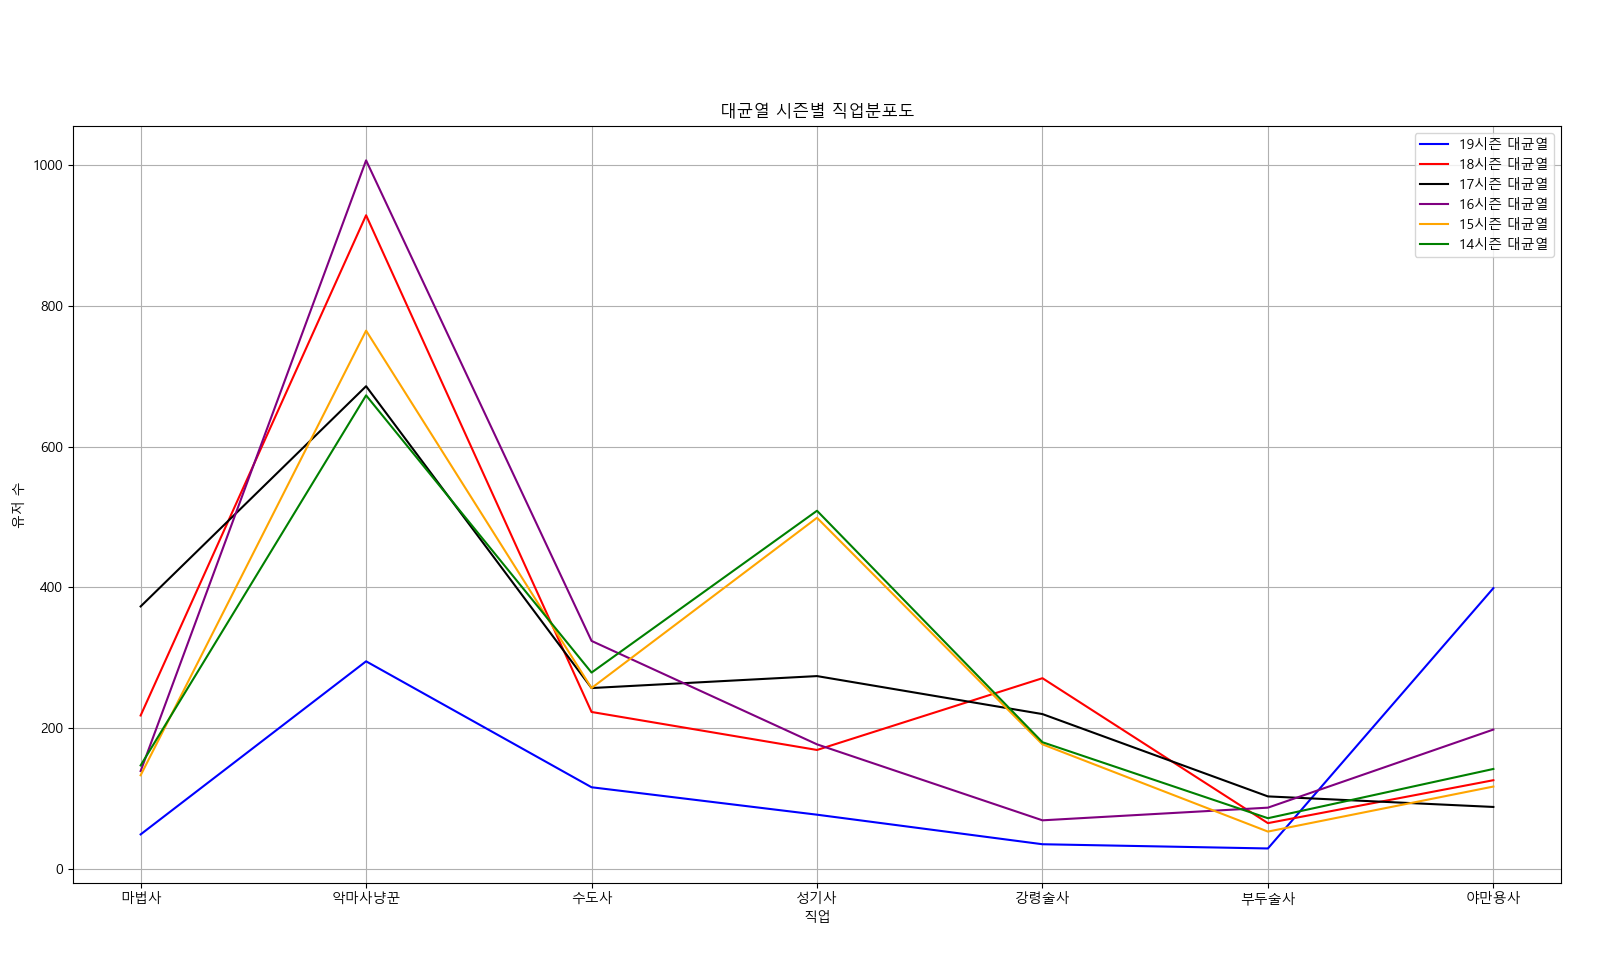 대균열 시즌별 직업분포도
19시즌 대균열
18시즌 대균열
17시즌 대균열
16시즌 대균열
15시즌 대균열
14시즌 대균열
1000
800
600
400
200
0
유저 수
마법사 악마사냥꾼 수도사 성기사 강령술사 부두술사 야만용사
직업